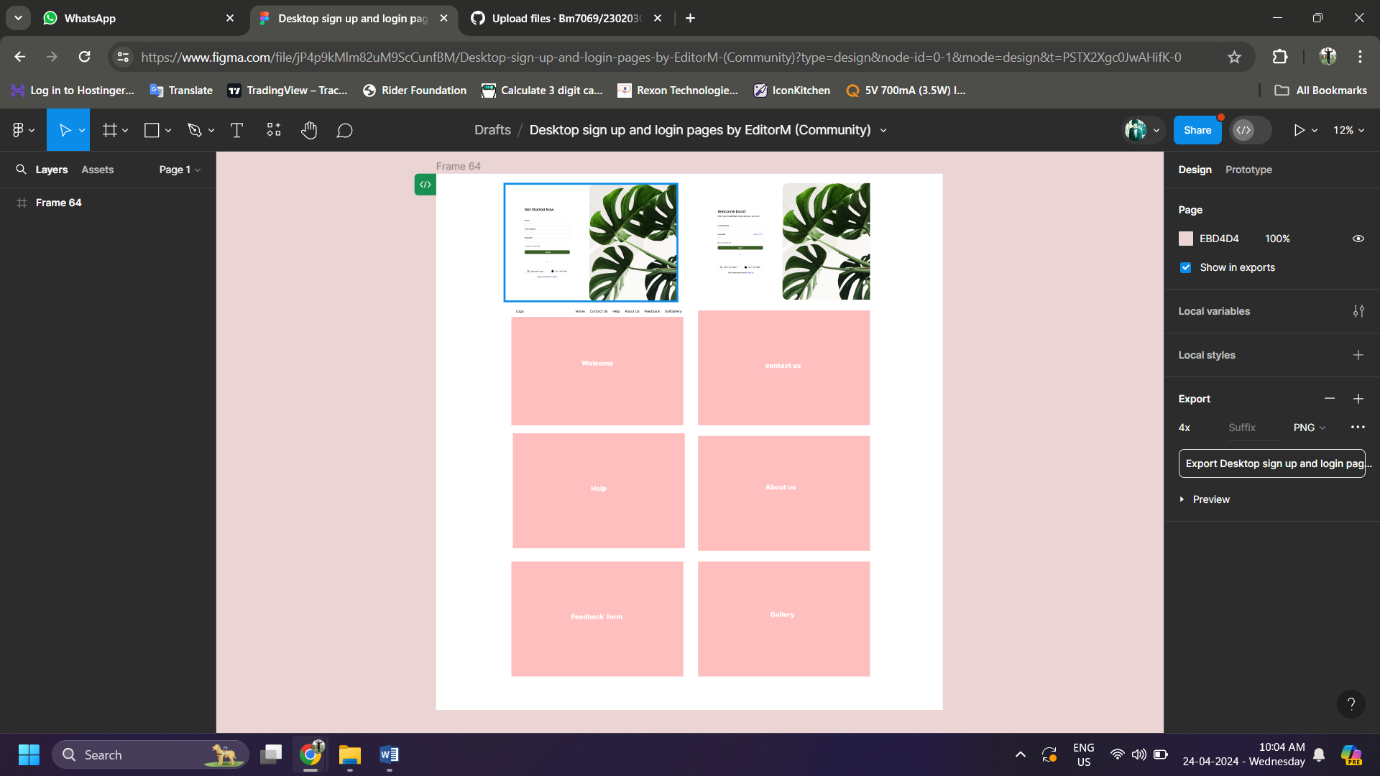 WhatsApp
Desktop sign up and login pag
Upload files · Bm7069/230203
https://www.figma.com/file/jP4p9kMlm82uM9ScCunfBM/Desktop-sign-up-and-login-pages-by-EditorM-(Community)?type=design&node-id=0-1&mode=design&t=PSTX2Xgc0JwAHifK-0
Log in to Hostinger...
Translate
TradingView – Trac...
Rider Foundation
Calculate 3 digit ca...
Rexon Technologie...
IconKitchen
5V 700mA (3.5W) I...
All Bookmarks
Drafts / Desktop sign up and login pages by EditorM (Community)
Share
12%
Layers
Assets
Page 1
Frame 64
Frame 64
Get Started Now
Welcome back!
Logo
Home
Contact Us
Help
About Us
Feedback
Welcome
contact us
Help
About us
Feedback form
Gallery
Design
Prototype
Page
EBD4D4
100%
Show in exports
Local variables
Local styles
Export
4x
Suffix
PNG
Export Desktop sign up and login pag...
Preview
?
Search
ENG
US
10:04 AM
24-04-2024 - Wednesday
PRE